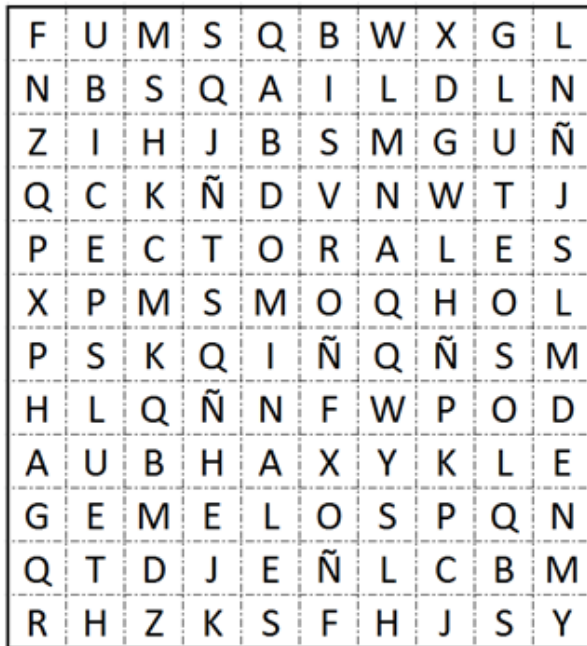 F U M S Q B W X G L
N B S Q A I L D L N
Z I H J B S M G U Ñ
Q C K Ñ D V N W T J
P E C T O R A L E S
X P M S M O Q H O L
P S K Q I Ñ Q Ñ S M
H L Q Ñ N F W P O D
A U B H A X Y K L E
G E M E L O S P Q N
Q T D J E Ñ L C B M
R H Z K S F H J S Y